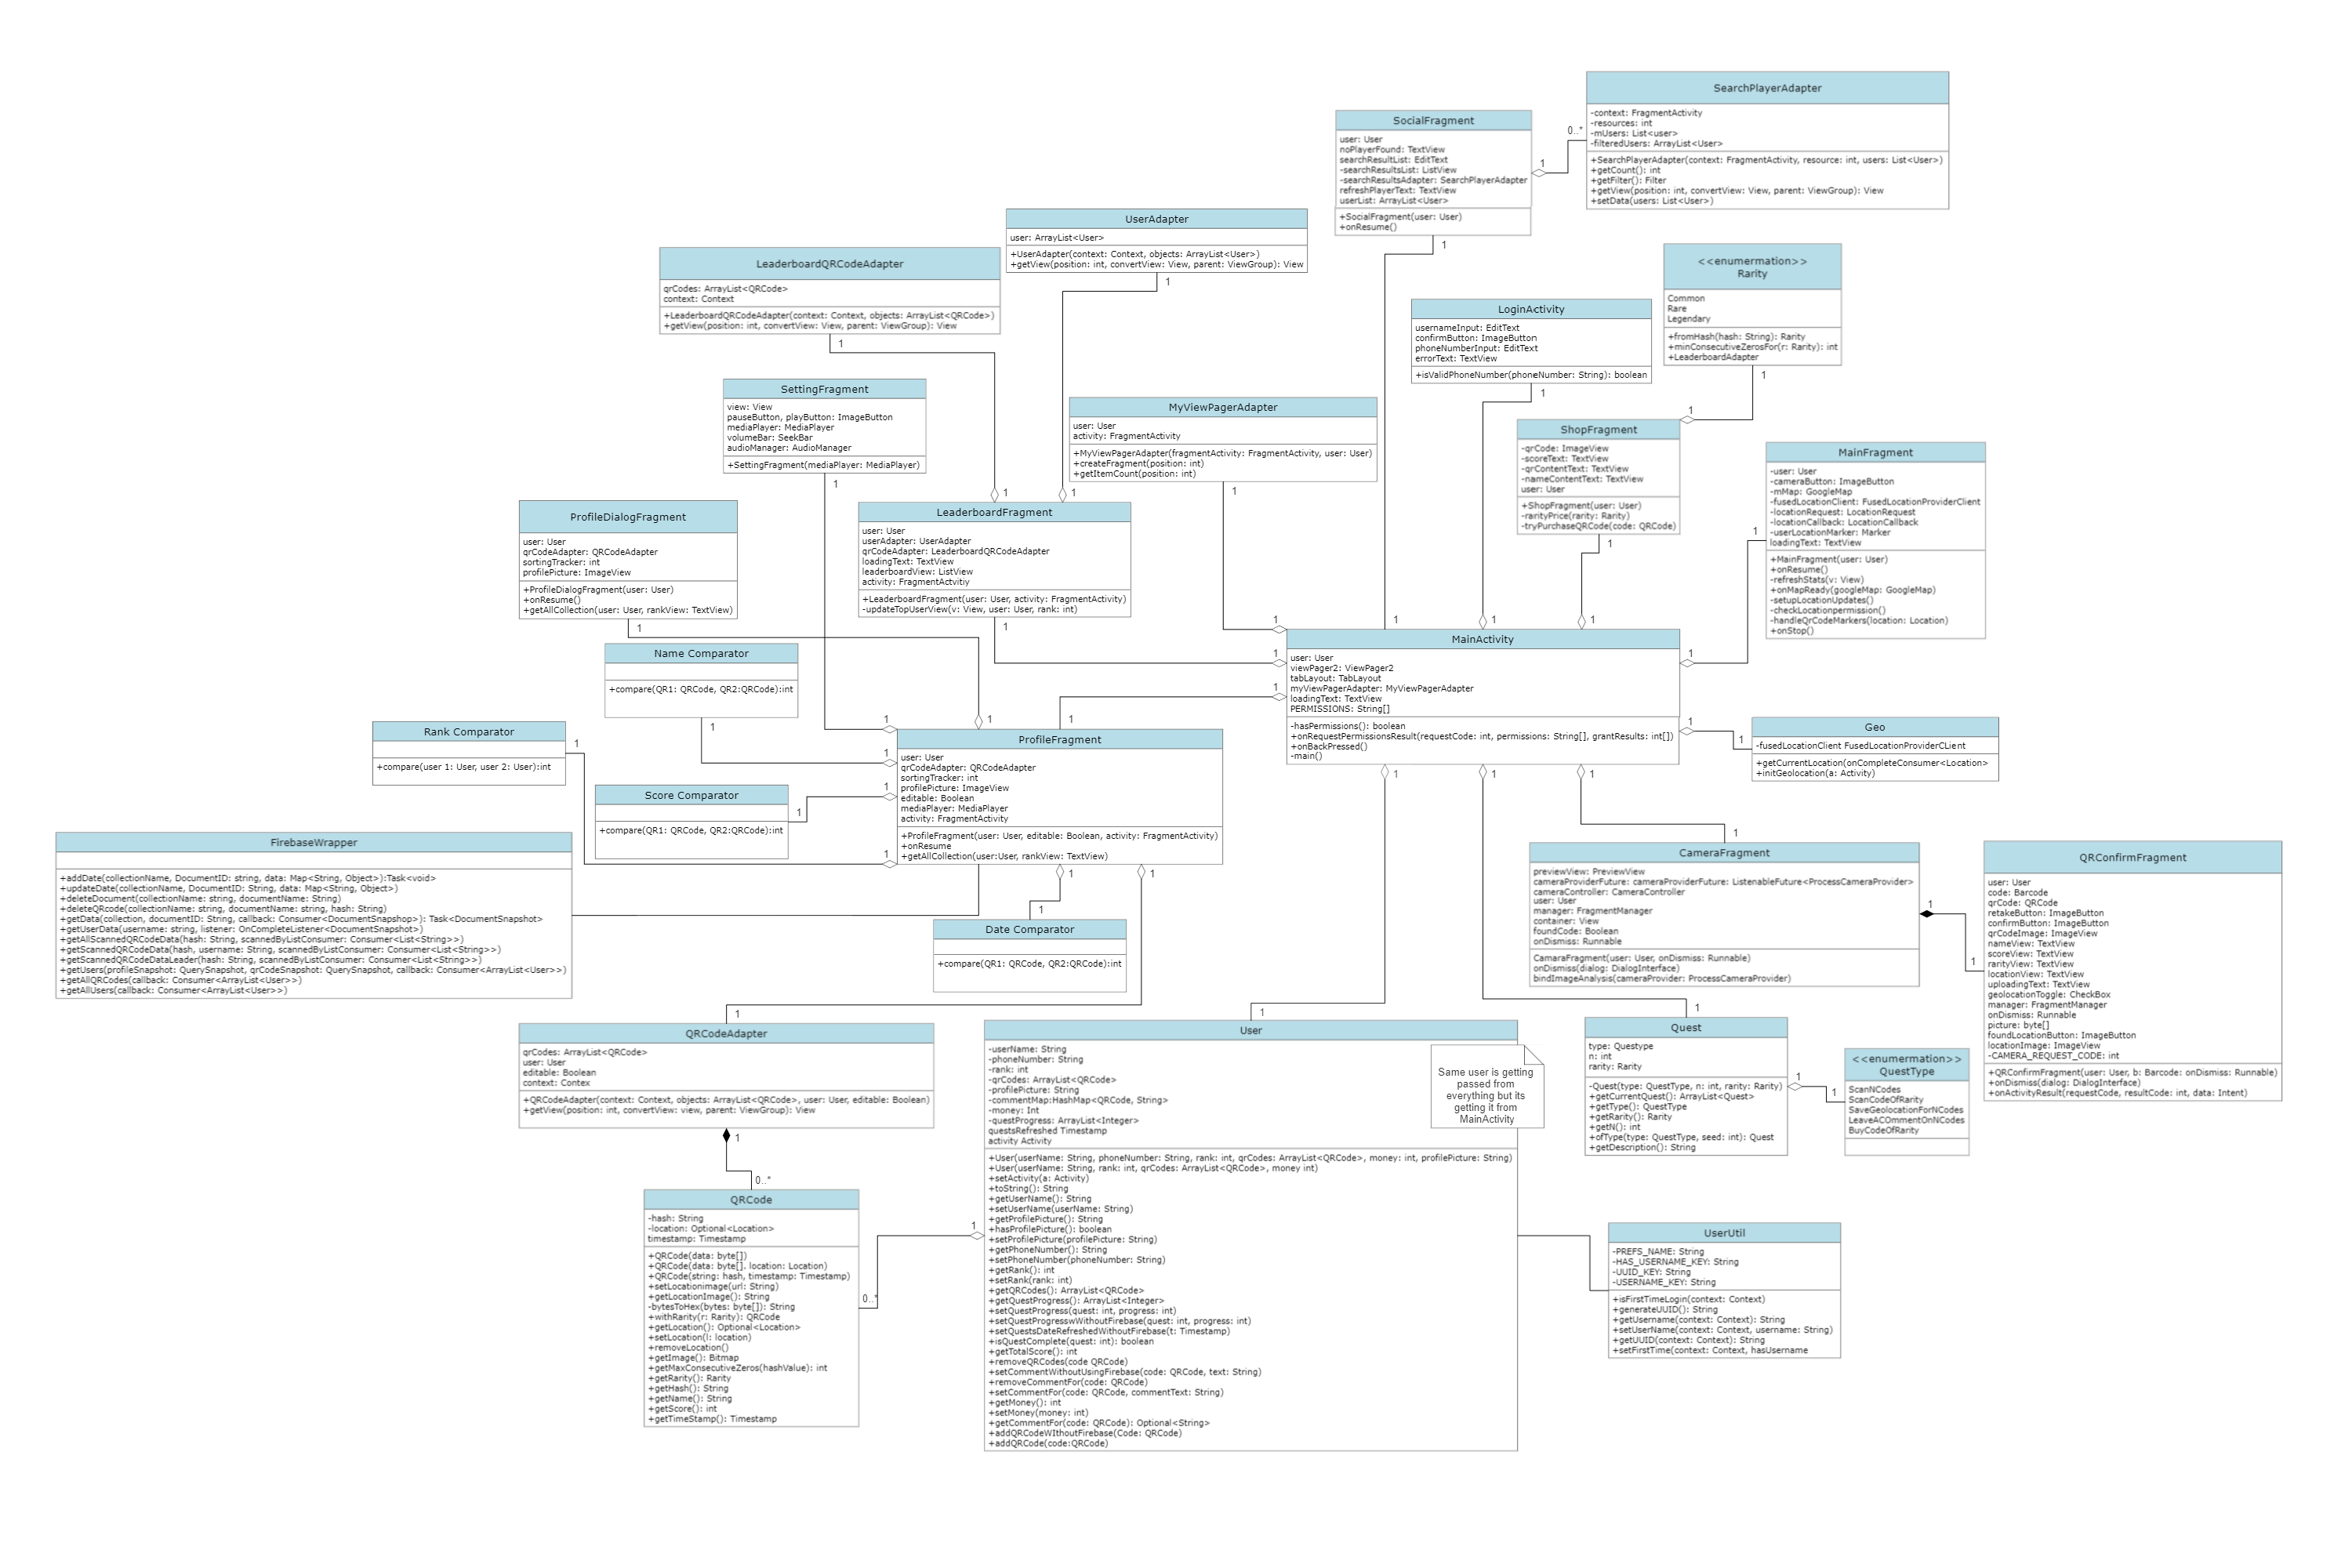 SearchPlayerAdapter
-context: FragmentActivity
-resources: int
-mUsers: List<user>
-filteredUsers: ArrayList<User>
+SearchPlayerAdapter(context: FragmentActivity, resource: int, users: List<User>)
+getCount(): int
+getFilter(): Filter
+getView(position: int, convertView: View, parent: ViewGroup): View
+setData(users: List<User>)
0..*
1
SocialFragment
user: User
noPlayerFound: TextView
searchResultList: EditText
-searchResultsList: ListView
-searchResultsAdapter: SearchPlayerAdapter
refreshPlayerText: TextView
userList: ArrayList<User>
+SocialFragment(user: User)
+onResume()
1
UserAdapter
user: ArrayList<User>
+UserAdapter(context: Context, objects: ArrayList<User>)
+getView(position: int, convertView: View, parent: ViewGroup): View
1
LeaderboardQRCodeAdapter
qrCodes: ArrayList<QRCode>
context: Context
+LeaderboardQRCodeAdapter(context: Context, objects: ArrayList<QRCode>)
+getView(position: int, convertView: View, parent: ViewGroup): View
1
<<enumermation>>
Rarity
Common
Rare
Legendary
+fromHash(hash: String): Rarity
+minConsecutiveZerosFor(r: Rarity): int
+LeaderboardAdapter
1
LoginActivity
usernameInput: EditText
confirmButton: ImageButton
phoneNumberInput: EditText
errorText: TextView
+isValidPhoneNumber(phoneNumber: String): boolean
1
SettingFragment
view: View
pauseButton, playButton: ImageButton
mediaPlayer: MediaPlayer
volumeBar: SeekBar
audioManager: AudioManager
+SettingFragment(mediaPlayer: MediaPlayer)
1
MyViewPagerAdapter
user: User
activity: FragmentActivity
+MyViewPagerAdapter(fragmentActivity: FragmentActivity, user: User)
+createFragment(position: int)
+getItemCount(position: int)
1
1
ShopFragment
-qrCode: ImageView
-scoreText: TextView
-qrContentText: TextView
-nameContentText: TextView
user: User
+ShopFragment(user: User)
-rarityPrice(rarity: Rarity)
-tryPurchaseQRCode(code: QRCode)
1
MainFragment
-user: User
-cameraButton: ImageButton
-mMap: GoogleMap
-fusedLocationClient: FusedLocationProviderClient
-locationRequest: LocationRequest
-locationCallback: LocationCallback
-userLocationMarker: Marker
loadingText: TextView
+MainFragment(user: User)
+onResume()
-refreshStats(v: View)
+onMapReady(googleMap: GoogleMap)
-setupLocationUpdates()
-checkLocationpermission()
-handleQrCodeMarkers(location: Location)
+onStop()
1
ProfileDialogFragment
user: User
qrCodeAdapter: QRCodeAdapter
sortingTracker: int
profilePicture: ImageView
+ProfileDialogFragment(user: User)
+onResume()
+getAllCollection(user: User, rankView: TextView)
1
1
1
LeaderboardFragment
user: User
userAdapter: UserAdapter
qrCodeAdapter: LeaderboardQRCodeAdapter
loadingText: TextView
leaderboardView: ListView
activity: FragmentActvitiy
+LeaderboardFragment(user: User, activity: FragmentActivity)
-updateTopUserView(v: View, user: User, rank: int)
1
1
1
1
1
1
1
1
1
1
MainActivity
user: User
viewPager2: ViewPager2
tabLayout: TabLayout
myViewPagerAdapter: MyViewPagerAdapter
loadingText: TextView
PERMISSIONS: String[]
-hasPermissions(): boolean
+onRequestPermissionsResult(requestCode: int, permissions: String[], grantResults: int[])
+onBackPressed()
-main()
1
1
1
Name Comparator
+compare(QR1: QRCode, QR2:QRCode):int
1
Rank Comparator
+compare(user 1: User, user 2: User):int
1
Score Comparator
+compare(QR1: QRCode, QR2:QRCode):int
1
1
1
1
1
1
1
ProfileFragment
user: User
qrCodeAdapter: QRCodeAdapter
sortingTracker: int
profilePicture: ImageView
editable: Boolean
mediaPlayer: MediaPlayer
activity: FragmentActivity
+ProfileFragment(user: User, editable: Boolean, activity: FragmentActivity)
+onResume
+getAllCollection(user:User, rankView: TextView)
1
1
Geo
-fusedLocationClient FusedLocationProviderCLient
+getCurrentLocation(onCompleteConsumer<Location>
+initGeolocation(a: Activity)
1
FirebaseWrapper
+addDate(collectionName, DocumentID: string, data: Map<String, Object>):Task<void>
+updateDate(collectionName, DocumentID: String, data: Map<String, Object>)
+deleteDocument(collectionName: string, documentName: String)
+deleteQRcode(collectionName: string, documentName: string, hash: String)
+getData(collection, documentID: String, callback: Consumer<DocumentSnapshop>): Task<DocumentSnapshot>
+getUserData(username: string, listener: OnCompleteListener<DocumentSnapshot>)
+getAllScannedQRCodeData(hash: String, scannedByListConsumer: Consumer<List<String>>)
+getScannedQRCodeData(hash, username: String, scannedByListConsumer: Consumer<List<String>>)
+getScannedQRCodeDataLeader(hash: String, scannedByListConsumer: Consumer<List<String>>)
+getUsers(profileSnapshot: QuerySnapshot, qrCodeSnapshot: QuerySnapshot, callback: Consumer<ArrayList<User>>)
+getAllQRCodes(callback: Consumer<ArrayList<User>>)
+getAllUsers(callback: Consumer<ArrayList<User>>)
1
Date Comparator
+compare(QR1: QRCode, QR2:QRCode):int
1
CameraFragment
previewView: PreviewView
cameraProviderFuture: cameraProviderFuture: ListenableFuture<ProcessCameraProvider>
cameraController: CameraController
user: User
manager: FragmentManager
container: View
foundCode: Boolean
onDismiss: Runnable
CamaraFragment(user: User, onDismiss: Runnable)
onDismiss(dialog: DialogInterface)
bindImageAnalysis(cameraProvider: ProcessCameraProvider)
1
1
QRConfirmFragment
user: User
code: Barcode
qrCode: QRCode
retakeButton: ImageButton
confirmButton: ImageButton
qrCodeImage: ImageView
nameView: TextView
scoreView: TextView
rarityView: TextView
locationView: TextView
uploadingText: TextView
geolocationToggle: CheckBox
manager: FragmentManager
onDismiss: Runnable
picture: byte[]
foundLocationButton: ImageButton
locationImage: ImageView
-CAMERA_REQUEST_CODE: int
+QRConfirmFragment(user: User, b: Barcode: onDismiss: Runnable)
+onDismiss(dialog: DialogInterface)
+onActivityResult(requestCode, resultCode: int, data: Intent)
1
QRCodeAdapter
qrCodes: ArrayList<QRCode>
user: User
editable: Boolean
context: Contex
+QRCodeAdapter(context: Context, objects: ArrayList<QRCode>, user: User, editable: Boolean)
+getView(position: int, convertView: view, parent: ViewGroup): View
1
0..*
1
User
-userName: String
-phoneNumber: String
-rank: int
-qrCodes: ArrayList<QRCode>
-profilePicture: String
-commentMap:HashMap<QRCode, String>
-money: Int
-questProgress: ArrayList<Integer>
questsRefreshed Timestamp
activity Activity
+User(userName: String, phoneNumber: String, rank: int, qrCodes: ArrayList<QRCode>, money: int, profilePicture: String)
+User(userName: String, rank: int, qrCodes: ArrayList<QRCode>, money int)
+setActivity(a: Activity)
+toString(): String
+getUserName(): String
+setUserName(userName: String)
+getProfilePicture(): String
+hasProfilePicture(): boolean
+setProfilePicture(profilePicture: String)
+getPhoneNumber(): String
+setPhoneNumber(phoneNumber: String)
+getRank(): int
+setRank(rank: int)
+getQRCodes(): ArrayList<QRCode>
+getQuestProgress(): ArrayList<Integer>
+setQuestProgress(quest: int, progress: int)
+setQuestProgresswWithoutFirebase(quest: int, progress: int)
+setQuestsDateRefreshedWithoutFirebase(t: Timestamp)
+isQuestComplete(quest: int): boolean
+getTotalScore(): int
+removeQRCodes(code QRCode)
+setCommentWithoutUsingFirebase(code: QRCode, text: String)
+removeCommentFor(code: QRCode)
+setCommentFor(code: QRCode, commentText: String)
+getMoney(): int
+setMoney(money: int)
+getCommentFor(code: QRCode): Optional<String>
+addQRCodeWIthoutFirebase(Code: QRCode)
+addQRCode(code:QRCode)
Same user is getting
passed from
everything but its
getting it from
MainActivity
1
Quest
type: Questype
n: int
rarity: Rarity
-Quest(type: QuestType, n: int, rarity: Rarity)
+getCurrentQuest(): ArrayList<Quest>
+getType(): QuestType
+getRarity(): Rarity
+getN(): int
+ofType(type: QuestType, seed: int): Quest
+getDescription(): String
1
1
<<enumermation>>
QuestType
ScanNCodes
ScanCodeOfRarity
SaveGeolocationForNCodes
LeaveACOmmentOnNCodes
BuyCodeOfRarity
QRCode
-hash: String
-location: Optional<Location>
timestamp: Timestamp
+QRCode(data: byte[])
+QRCode(data: byte[]. location: Location)
+QRCode(string: hash, timestamp: Timestamp)
+setLocationimage(url: String)
+getLocationImage(): String
-bytesToHex(bytes: byte[]): String
+withRarity(r: Rarity): QRCode
+getLocation(): Optional<Location>
+setLocation(l: location)
+removeLocation()
+getImage(): Bitmap
+getMaxConsecutiveZeros(hashValue): int
+getRarity(): Rarity
+getHash(): String
+getName(): String
+getScore(): int
+getTimeStamp(): Timestamp
1
0..*
UserUtil
-PREFS_NAME: String
-HAS_USERNAME_KEY: String
-UUID_KEY: String
-USERNAME_KEY: String
+isFirstTimeLogin(context: Context)
+generateUUID(): String
+getUsername(context: Context): String
+setUserName(context: Context, username: String)
+getUUID(context: Context): String
+setFirstTime(context: Context, hasUsername